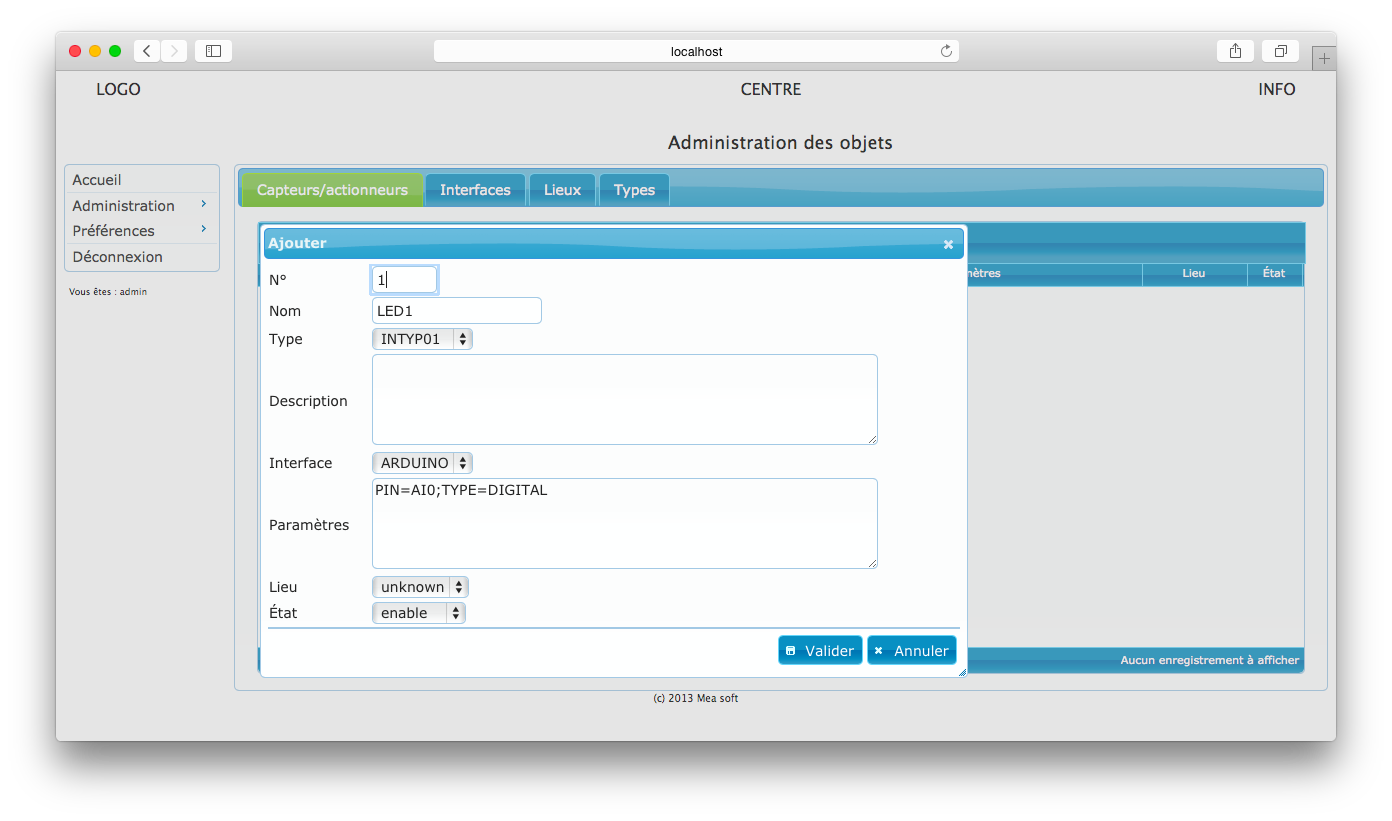 localhost
LOGO CENTRE INFO
Administration des objets
Accueil
Administration
Préférences
Déconnexion
Vous êtes : admin
Capteurs/actionneurs Interfaces Lieux Types
Ajouter
mètres Lieu État
N° 1
Nom LED1
Type INTYP01
Description
Interface ARDUINO
Paramètres PIN=AI0;TYPE=DIGITAL
Lieu unknown
État enable
Valider Annuler
Aucun enregistrement à afficher
(c) 2013 Mea soft